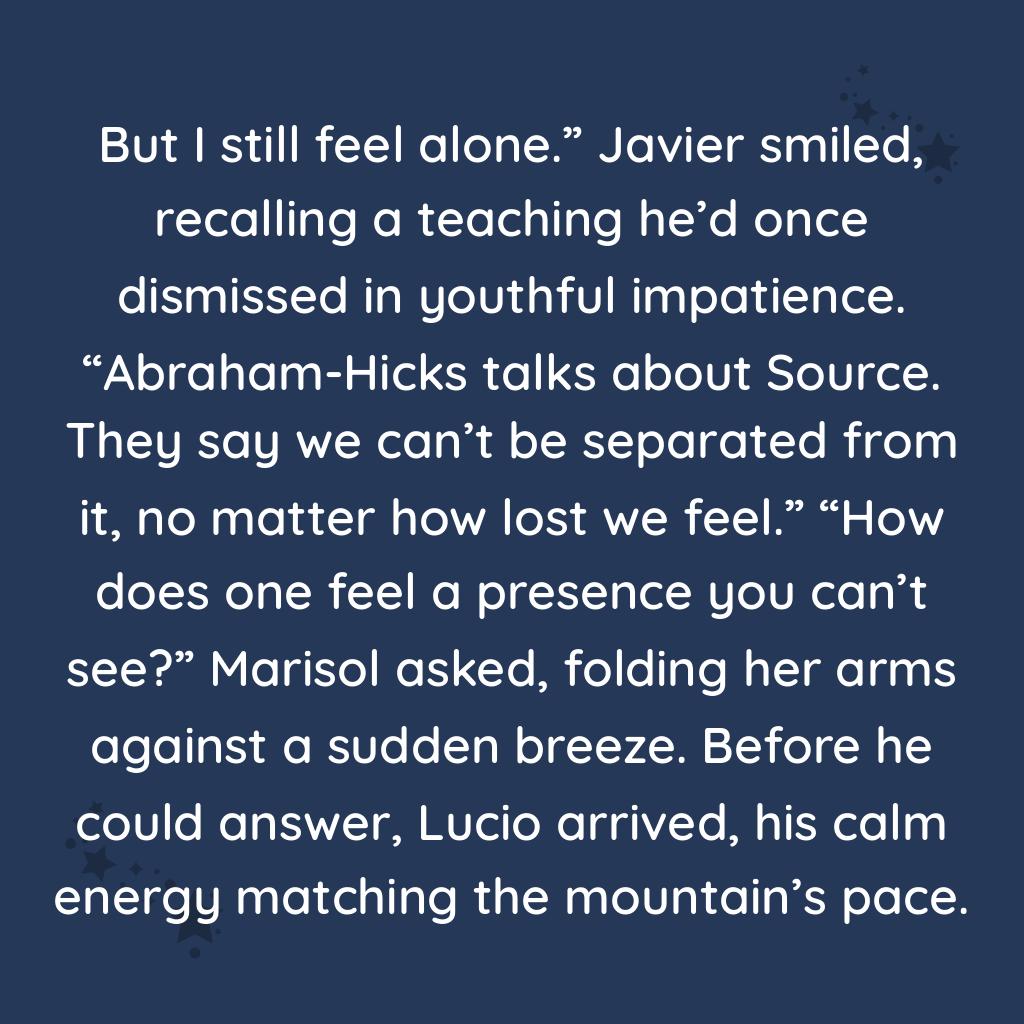 But I still feel alone.” Javier smiled,
recalling a teaching he’d once
dismissed in youthful impatience.
“Abraham-Hicks talks about Source.
They say we can’t be separated from
it, no matter how lost we feel.” “How
does one feel a presence you can’t
see?” Marisol asked, folding her arms
against a sudden breeze. Before he
could answer, Lucio arrived, his calm
energy matching the mountain’s pace.